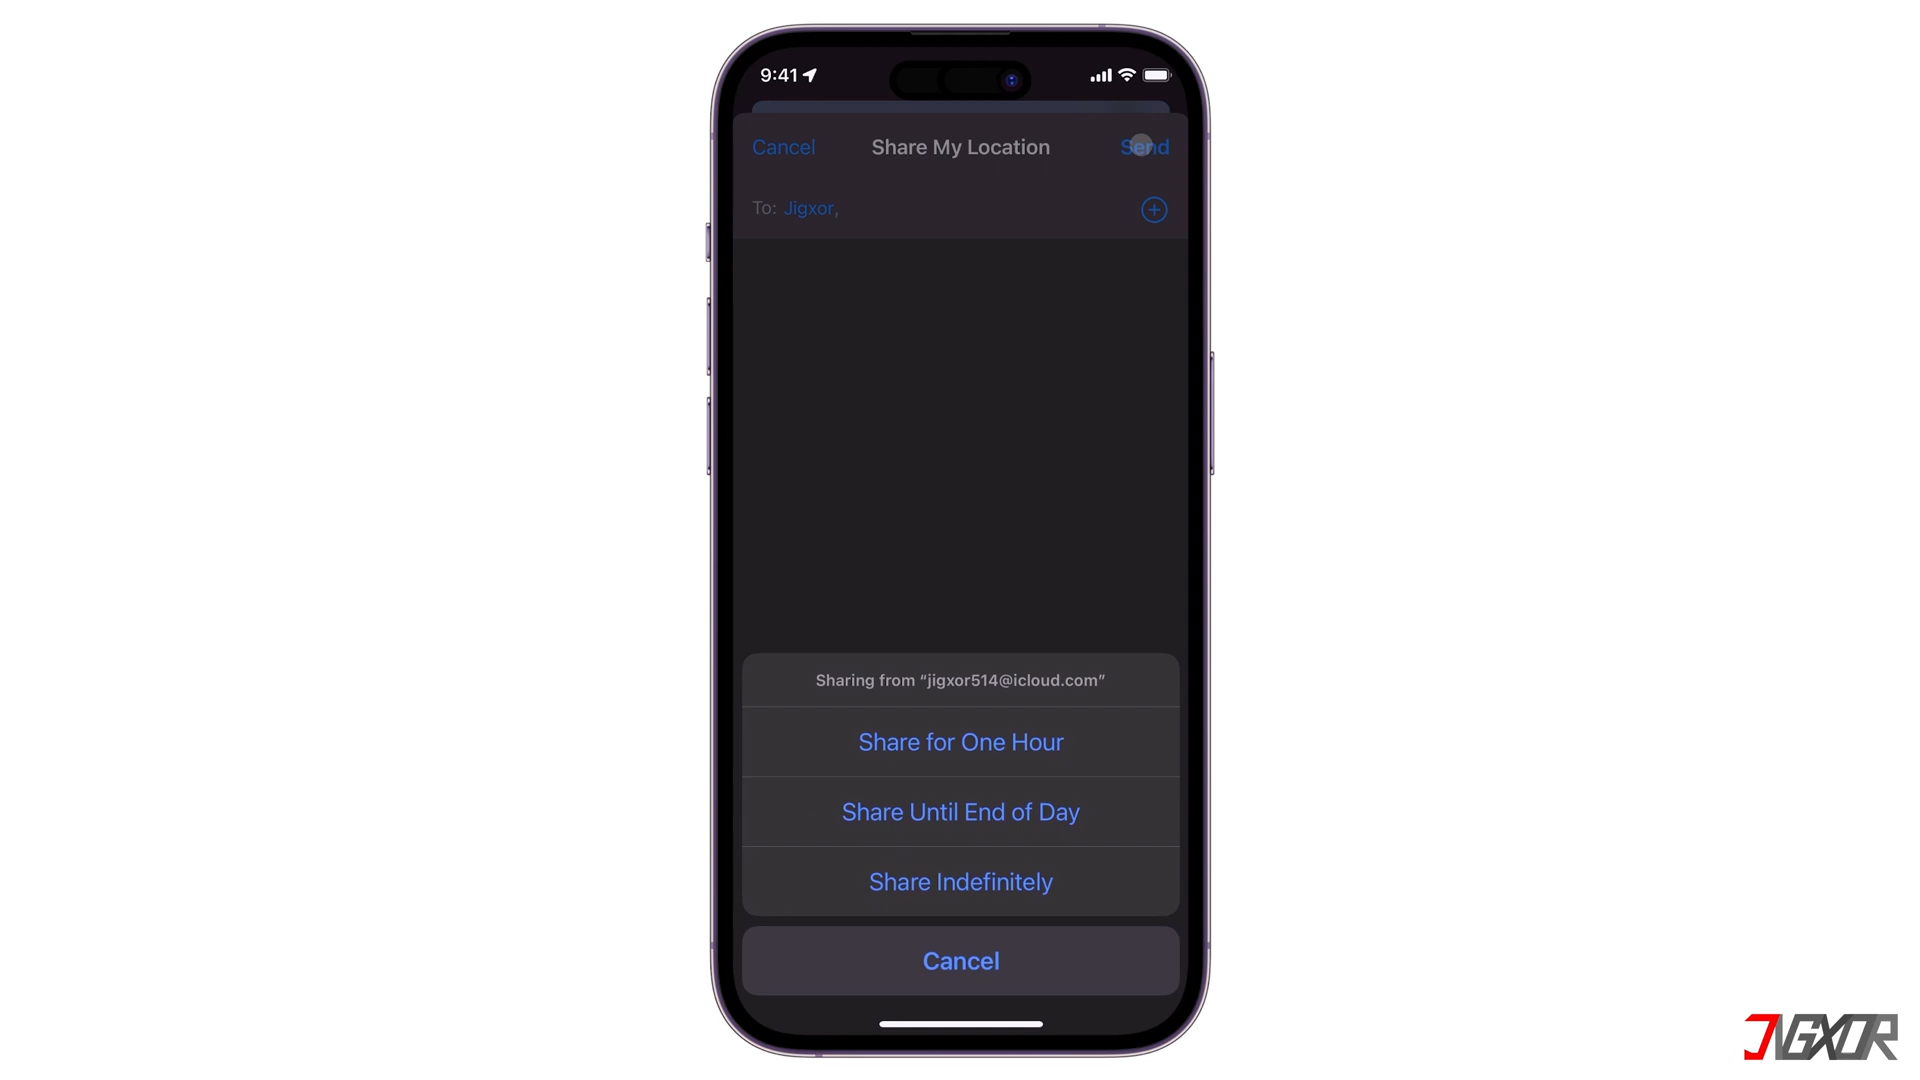 9:41
Cancel Share My Location Send
To: Jigxor,
Sharing from “jigxor514@icloud.com”
Share for One Hour
Share Until End of Day
Share Indefinitely
Cancel
JIGXOR